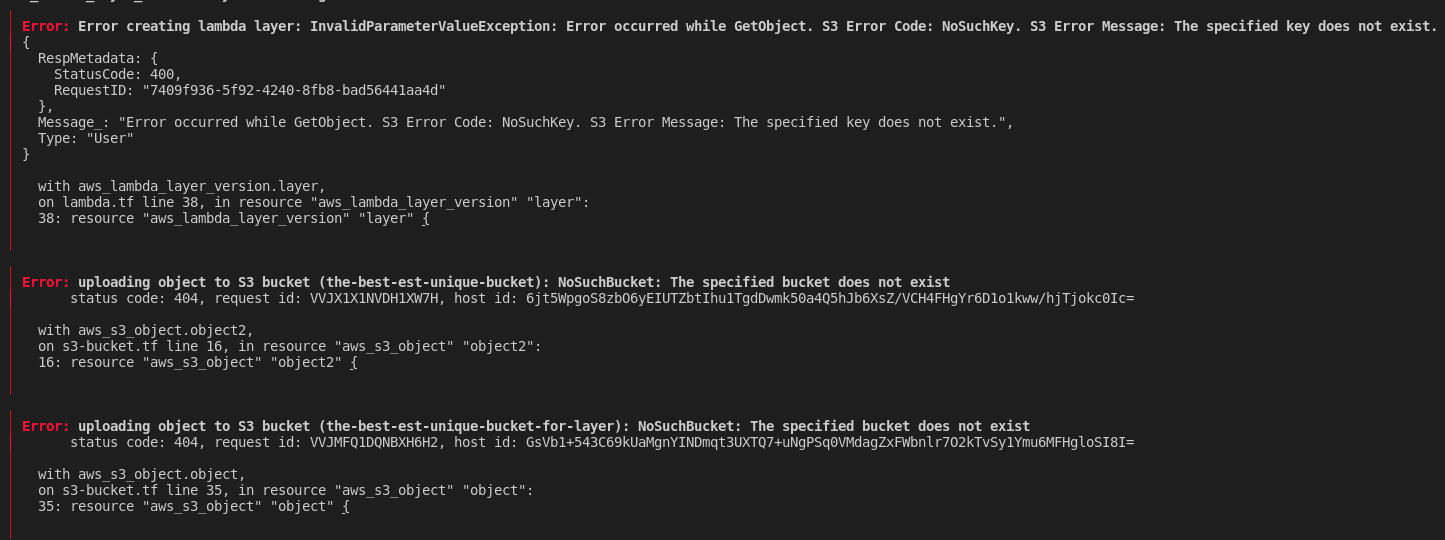 Error: Error creating lambda layer: InvalidParameterValueException: Error occurred while GetObject. S3 Error Code: NoSuchKey. S3 Error Message: The specified key does not exist.
{
  RespMetadata: {
    StatusCode: 400,
    RequestID: "7409f936-5f92-4240-8fb8-bad56441aa4d"
  },
  Message_: "Error occurred while GetObject. S3 Error Code: NoSuchKey. S3 Error Message: The specified key does not exist.",
  Type: "User"
}
  with aws_lambda_layer_version.layer,
  on lambda.tf line 38, in resource "aws_lambda_layer_version" "layer":
  38: resource "aws_lambda_layer_version" "layer" {
Error: uploading object to S3 bucket (the-best-est-unique-bucket): NoSuchBucket: The specified bucket does not exist
      status code: 404, request id: VVJX1X1NVDH1XW7H, host id: 6jt5WpgoS8zbO6yEIUTZbtIhu1TgdDwmk50a4Q5hJb6XsZ/VCH4FHgYr6D1o1kww/hjTjokc0Ic=
  with aws_s3_object.object2,
  on s3-bucket.tf line 16, in resource "aws_s3_object" "object2":
  16: resource "aws_s3_object" "object2" {
Error: uploading object to S3 bucket (the-best-est-unique-bucket-for-layer): NoSuchBucket: The specified bucket does not exist
      status code: 404, request id: VVJMFQ1DQNBXH6H2, host id: GsVb1+543C69kUaMgnYINDmqt3UXTQ7+uNgPSq0VMdagZxFWbnlr7O2kTvSy1Ymu6MFHgloSI8I=
  with aws_s3_object.object,
  on s3-bucket.tf line 35, in resource "aws_s3_object" "object":
  35: resource "aws_s3_object" "object" {